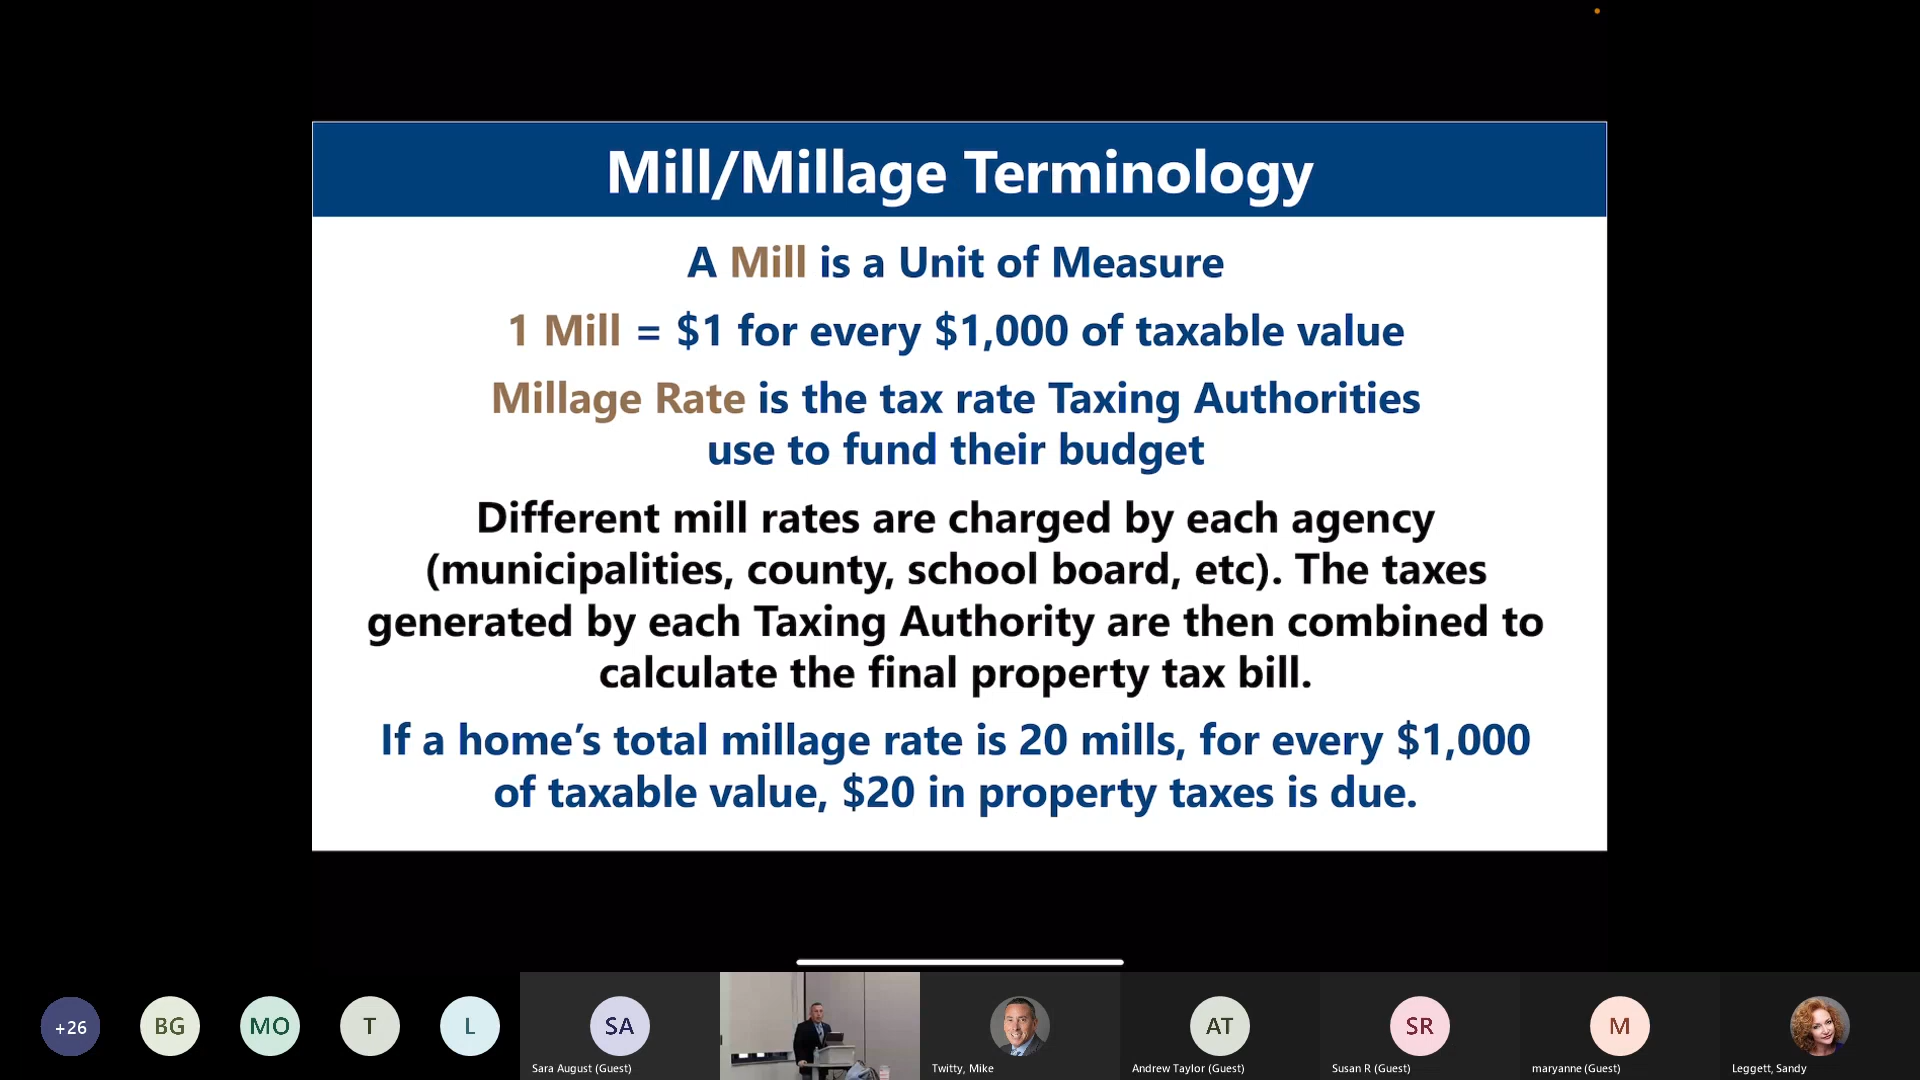 Mill/Millage Terminology
A Mill is a Unit of Measure
1 Mill = $1 for every $1,000 of taxable value
Millage Rate is the tax rate Taxing Authorities
use to fund their budget
Different mill rates are charged by each agency
(municipalities, county, school board, etc). The taxes
generated by each Taxing Authority are then combined to
calculate the final property tax bill.
If a home’s total millage rate is 20 mills, for every $1,000
of taxable value, $20 in property taxes is due.
+26
BG
MO
T
L
SA
AT
SR
M
Sara August (Guest)
Twitty, Mike
Andrew Taylor (Guest)
Susan R (Guest)
maryanne (Guest)
Leggett, Sandy